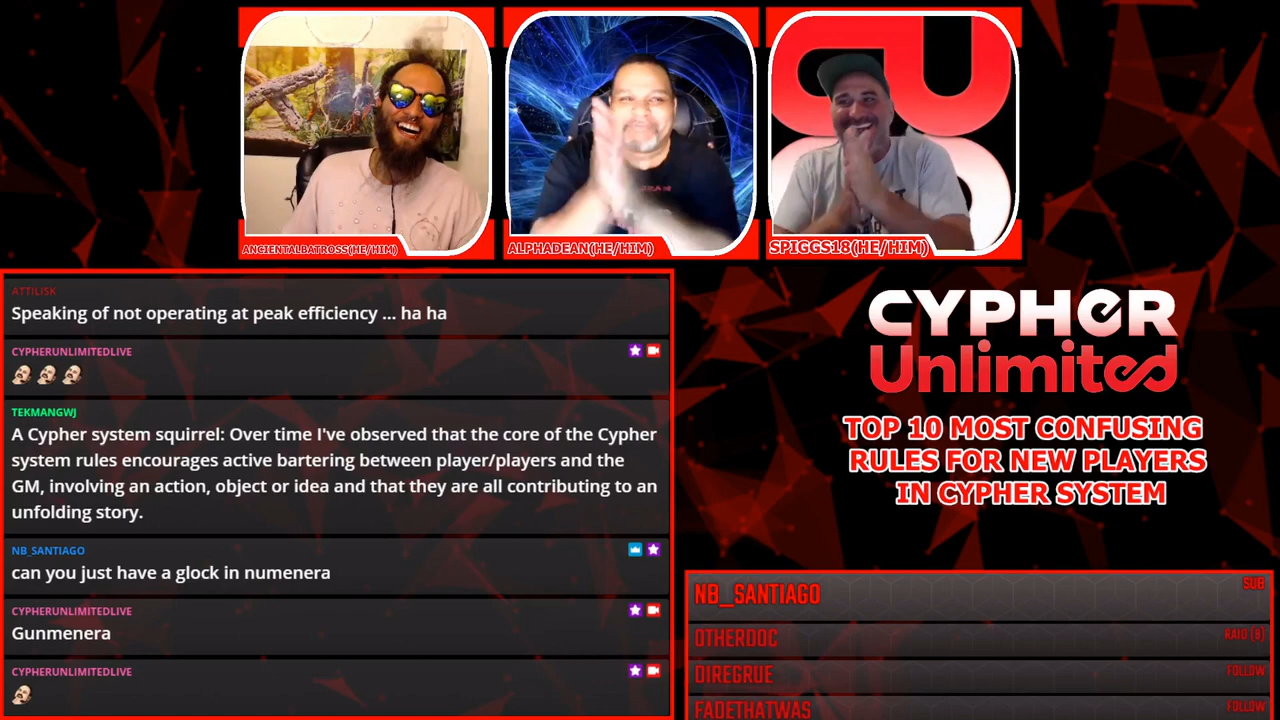 ANCIENTALBATROSS(HE/HIM)
ALPHADEAN(HE/HIM)
SPIGGS18(HE/HIM)
ATTILISK
Speaking of not operating at peak efficiency ... ha ha
CYPHERUNLIMITEDLIVE
TEKMANGWJ
A Cypher system squirrel: Over time I've observed that the core of the Cypher
system rules encourages active bartering between player/players and the
GM, involving an action, object or idea and that they are all contributing to an
unfolding story.
NB_SANTIAGO
can you just have a glock in numenera
CYPHERUNLIMITEDLIVE
Gunmenera
CYPHERUNLIMITEDLIVE
CYPHER
Unlimited
TOP 10 MOST CONFUSING
RULES FOR NEW PLAYERS
IN CYPHER SYSTEM
NB_SANTIAGO SUB
OTHERDOC RAID (8)
DIREGRUE FOLLOW
FADETHATWAS FOLLOW